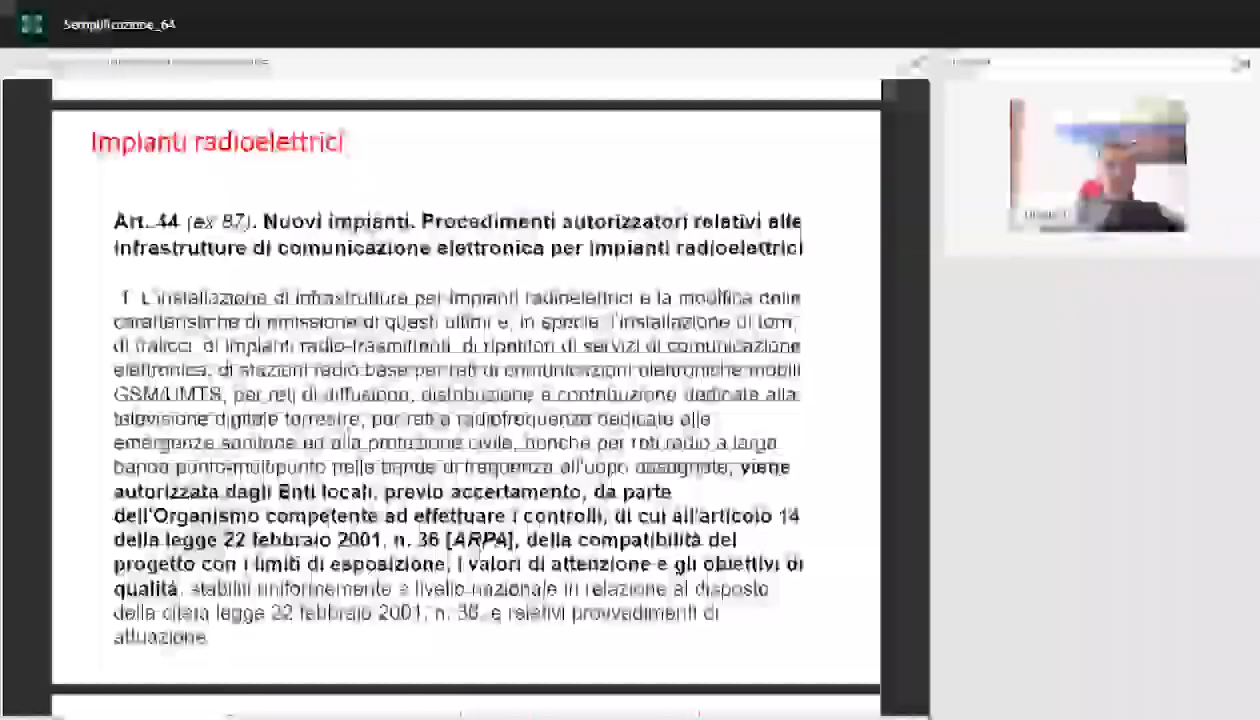 Semplificazione_64
Impianti radioelettrici
Art. 44 (ex 87). Nuovi impianti. Procedimenti autorizzatori relativi alle
infrastrutture di comunicazione elettronica per impianti radioelettrici
1 L'installazione di infrastrutture per impianti radioelettrici e la modifica delle
caratteristiche di emissione di questi ultimi e, in specie, l'installazione di torri,
di tralicci, di impianti radio-trasmittenti, di ripetitori di servizi di comunicazione
elettronica, di stazioni radio base per reti di comunicazioni elettroniche mobili
GSM/UMTS, per reti di diffusione, distribuzione e contribuzione dedicate alla
televisione digitale terrestre, per reti a radiofrequenza dedicate alle
emergenze sanitarie ed alla protezione civile, nonché per reti radio a larga
banda punto-multipunto nelle bande di frequenza all'uopo assegnate, viene
autorizzata dagli Enti locali, previo accertamento, da parte
dell'Organismo competente ad effettuare i controlli, di cui all'articolo 14
della legge 22 febbraio 2001, n. 36 [ARPA], della compatibilità del
progetto con i limiti di esposizione, i valori di attenzione e gli obiettivi di
qualità, stabiliti uniformemente a livello nazionale in relazione al disposto
della citata legge 22 febbraio 2001, n. 36, e relativi provvedimenti di
attuazione.